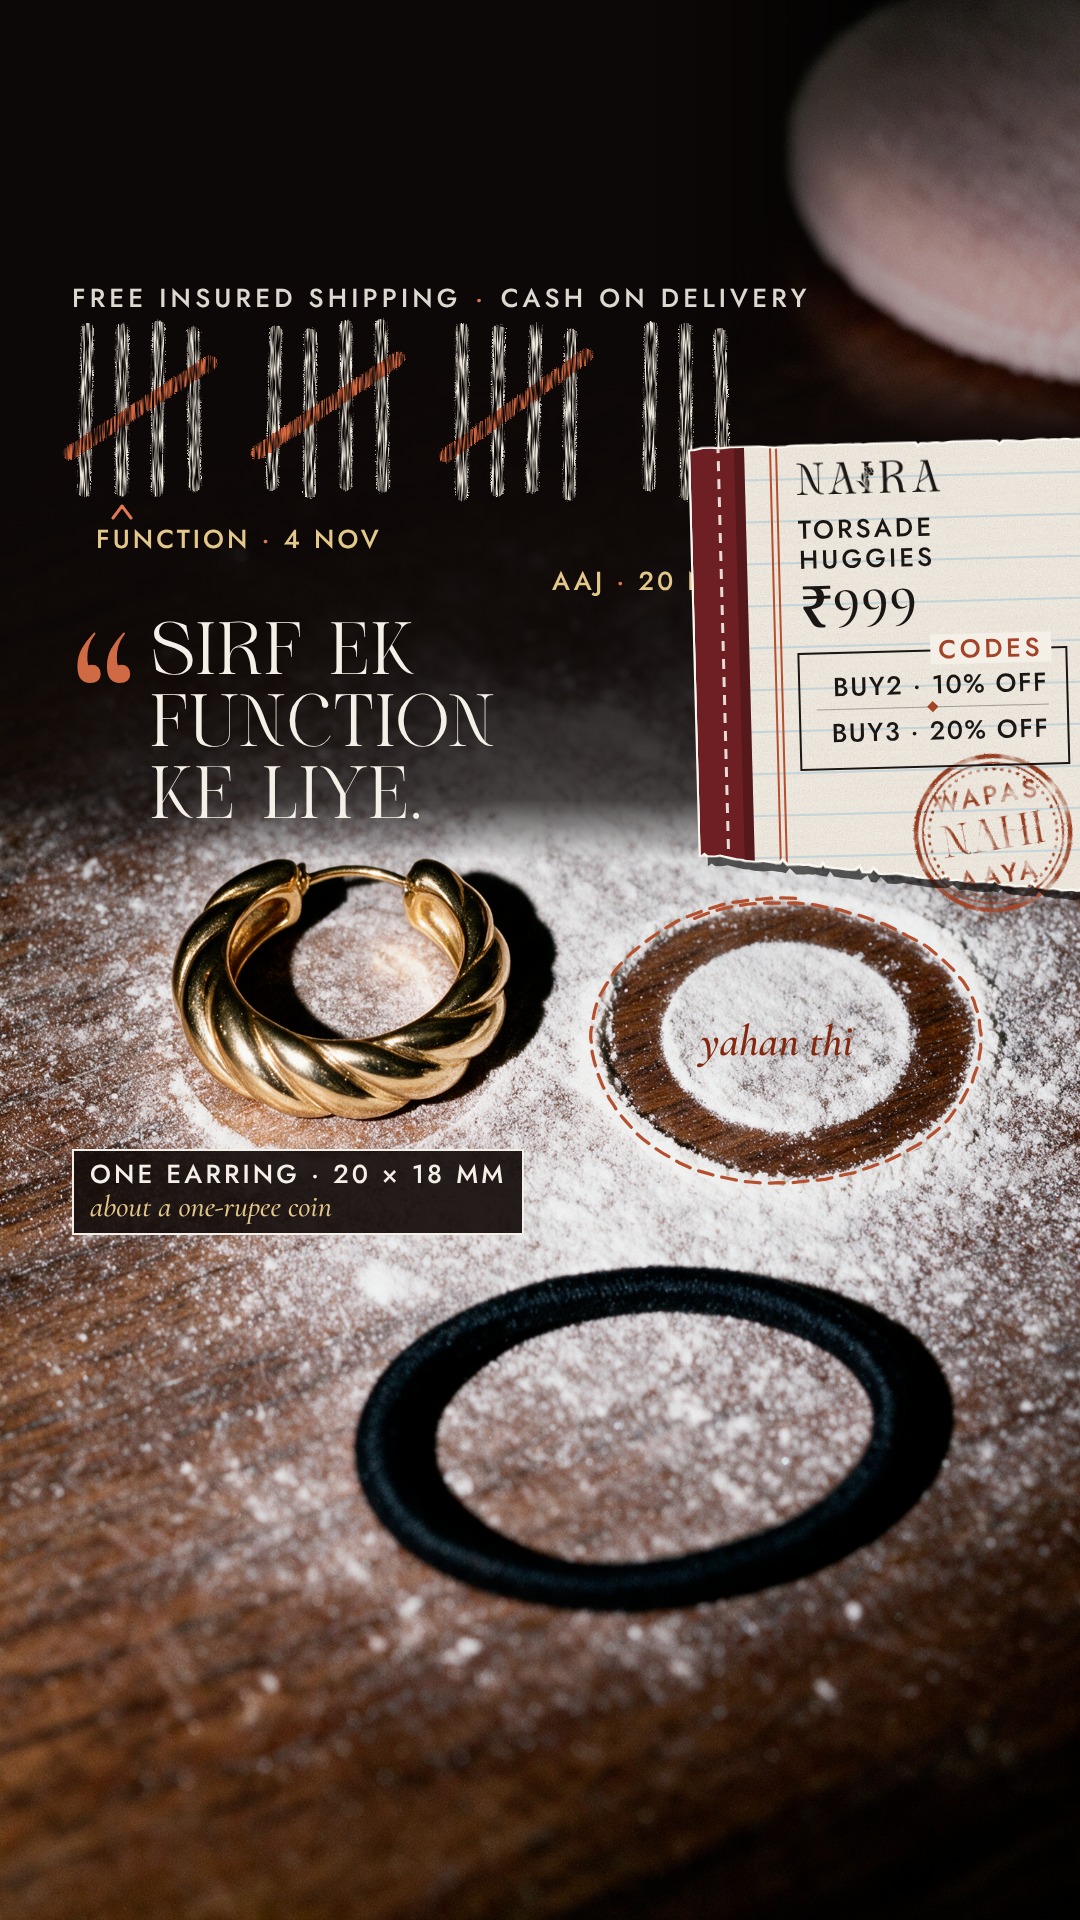 FREE INSURED SHIPPING · CASH ON DELIVERY
FUNCTION · 4 NOV
AAJ · 20
“SIRF EK
FUNCTION
KE LIYE.
NAIRA
TORSADE
HUGGIES
₹999
CODES
BUY2 · 10% OFF
BUY3 · 20% OFF
WAPAS
NAHI
AAYA
yahan thi
ONE EARRING · 20 × 18 MM
about a one-rupee coin